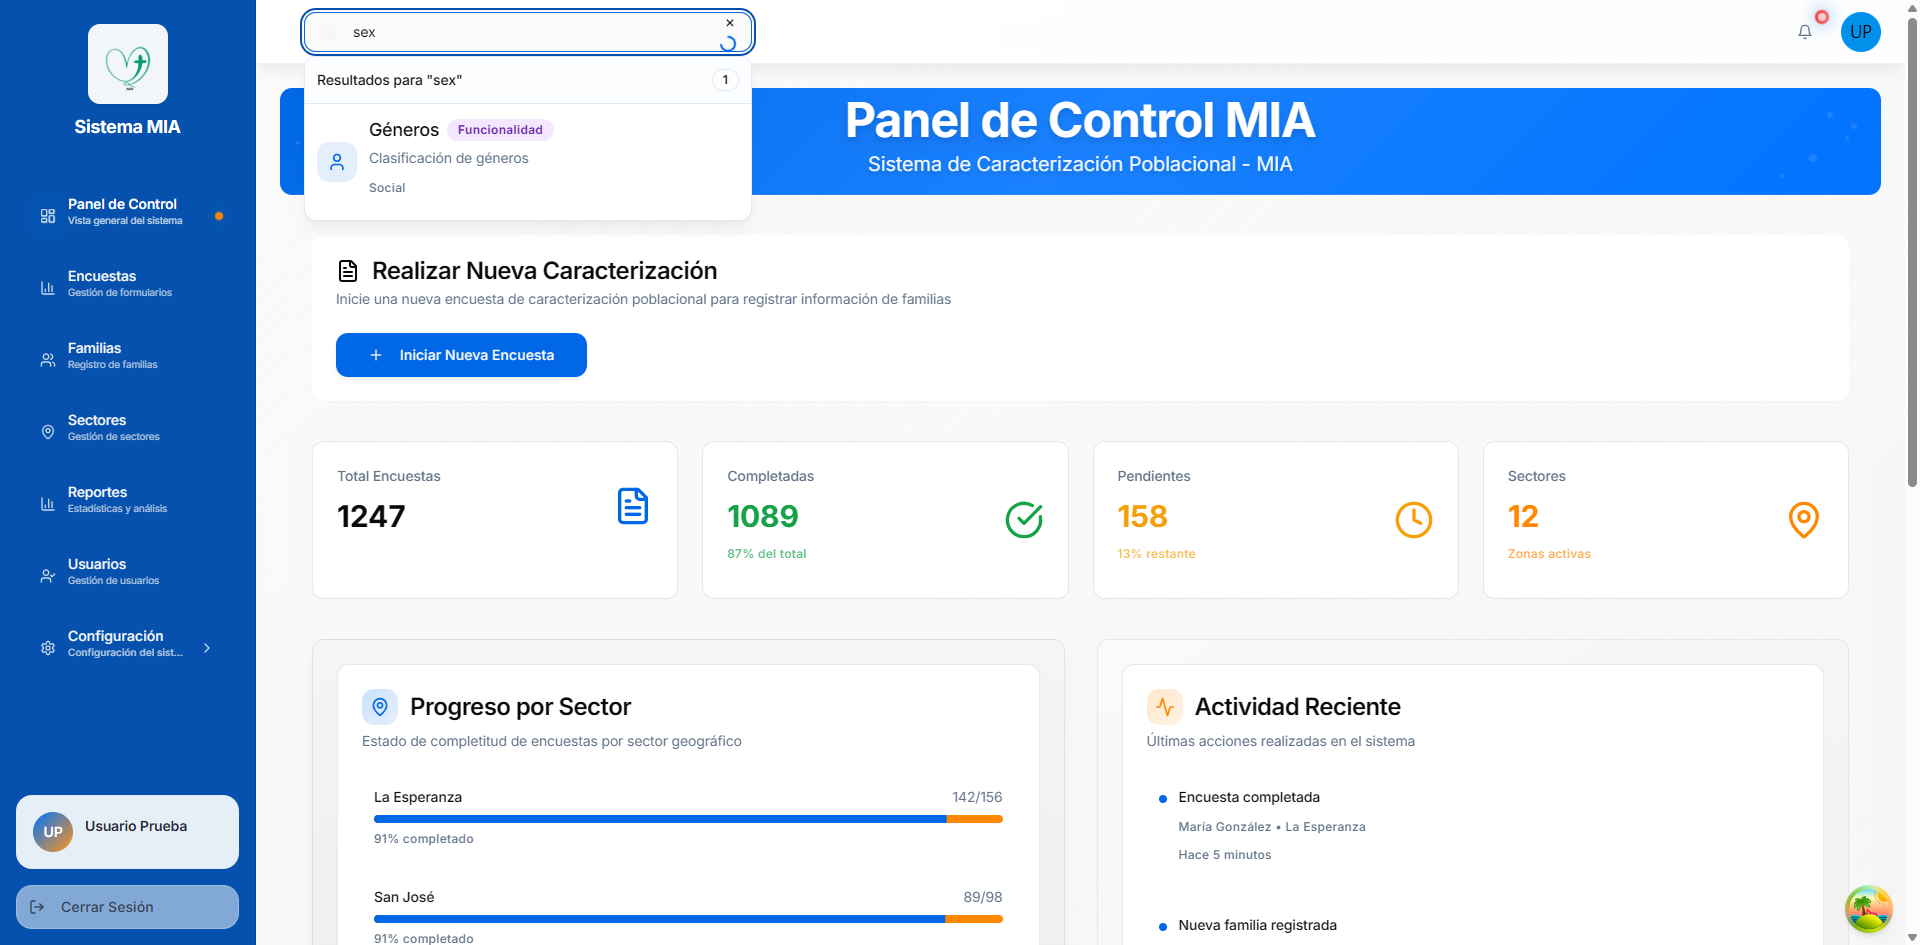 Sistema MIA
Panel de Control
Vista general del sistema
Encuestas
Gestión de formularios
Familias
Registro de familias
Sectores
Gestión de sectores
Reportes
Estadísticas y análisis
Usuarios
Gestión de usuarios
Configuración
Configuración del sist...
UP
Usuario Prueba
Cerrar Sesión
sex
Resultados para "sex"
1
Géneros
Funcionalidad
Clasificación de géneros
Social
UP
Panel de Control MIA
Sistema de Caracterización Poblacional - MIA
Realizar Nueva Caracterización
Inicie una nueva encuesta de caracterización poblacional para registrar información de familias
Iniciar Nueva Encuesta
Total Encuestas
1247
Completadas
1089
87% del total
Pendientes
158
13% restante
Sectores
12
Zonas activas
Progreso por Sector
Estado de completitud de encuestas por sector geográfico
La Esperanza
142/156
91% completado
San José
89/98
91% completado
Actividad Reciente
Últimas acciones realizadas en el sistema
Encuesta completada
María González • La Esperanza
Hace 5 minutos
Nueva familia registrada